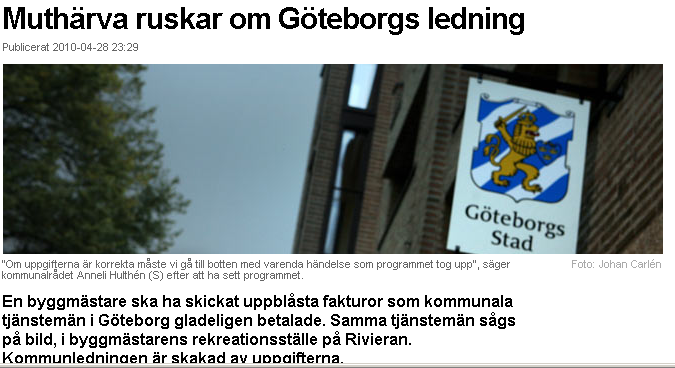 Muthärva ruskar om Göteborgs ledning
Publicerat 2010-04-28 23:29
Göteborgs
Stad
"Om uppgifterna är korrekta måste vi gå till botten med varenda händelse som programmet tog upp", säger
kommunalrådet Anneli Hulthén (S) efter att ha sett programmet.
Foto: Johan Carlén
En byggmästare ska ha skickat uppblåsta fakturor som kommunala
tjänstemän i Göteborg gladeligen betalade. Samma tjänstemän sågs
på bild, i byggmästarens rekreationsställe på Rivieran.
Kommunledningen är skakad av uppgifterna.